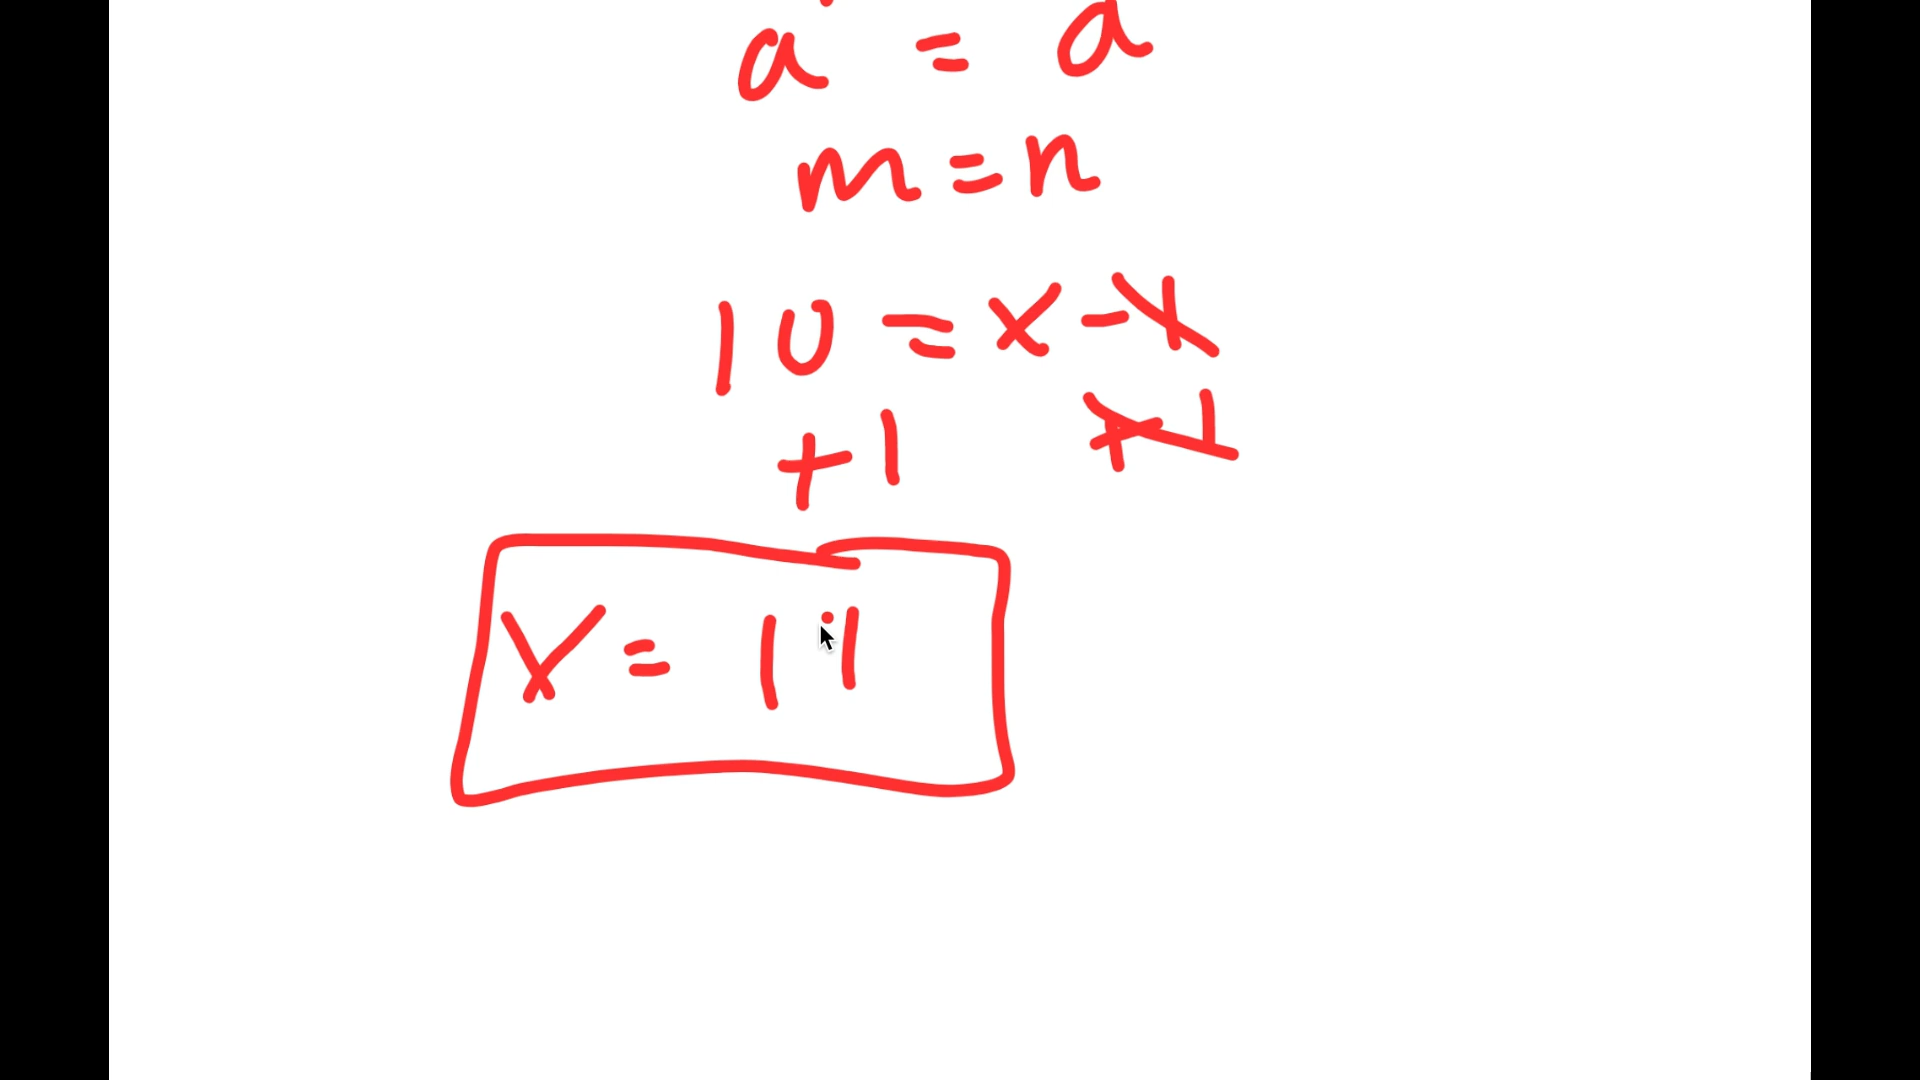 a = a
m = n
10 = x - 1
+1 +1
x = 11